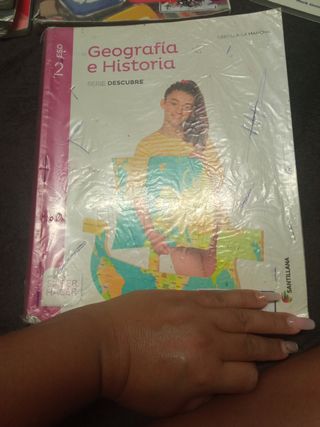 2 ESO
Geografía
e Historia
SERIE DESCUBRE
CASTILLA-LA MANCHA
SABER
HACER
SANTILLANA